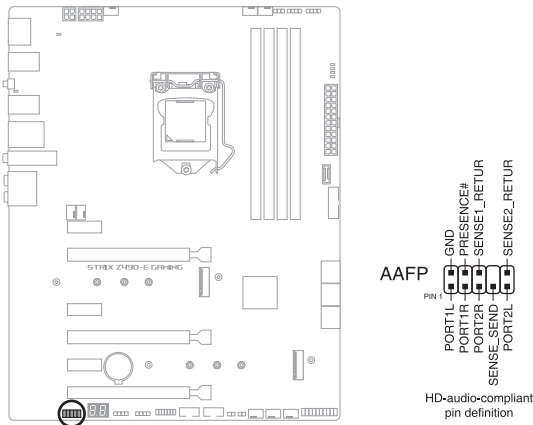 STRIX Z490-E GAMING
AAFP
PIN 1
GND
PRESENCE#
SENSE1_RETUR
SENSE2_RETUR
PORT1L
PORT1R
PORT2R
SENSE_SEND
PORT2L
HD-audio-compliant
pin definition